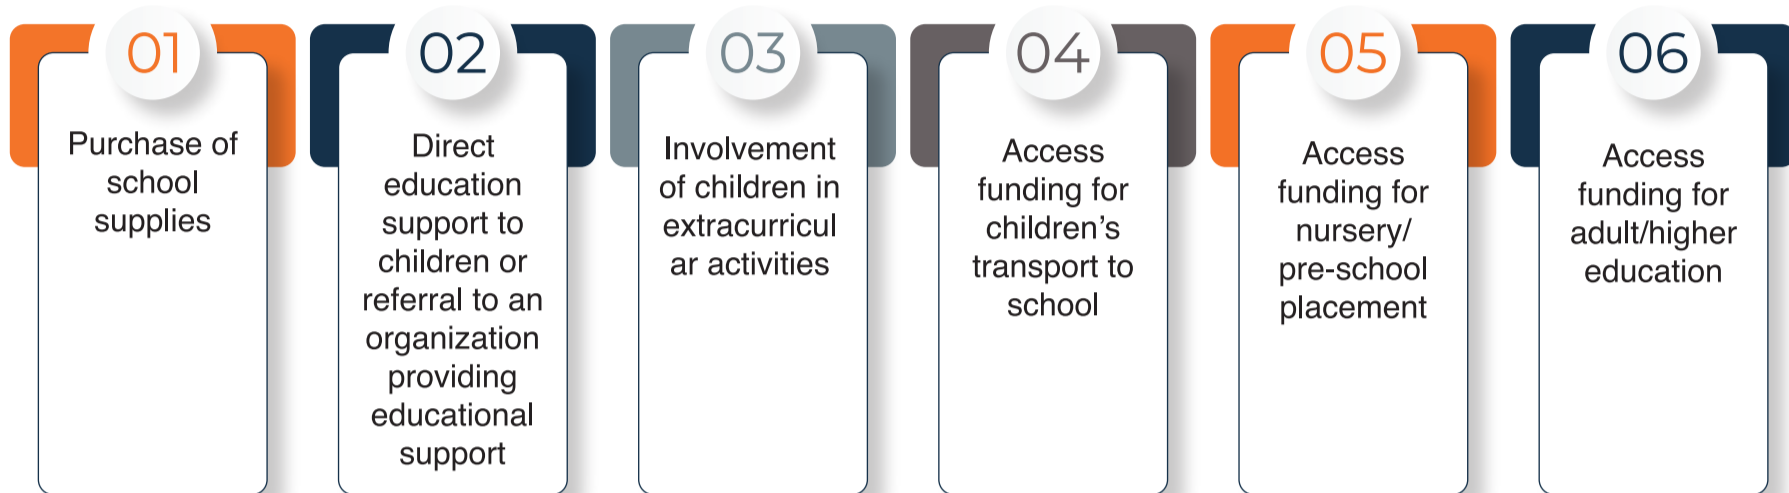 01
Purchase of
school
supplies
02
Direct
education
support to
children or
referral to an
organization
providing
educational
support
03
Involvement
of children in
extracurricul
ar activities
04
Access
funding for
children’s
transport to
school
05
Access
funding for
nursery/
pre-school
placement
06
Access
funding for
adult/higher
education